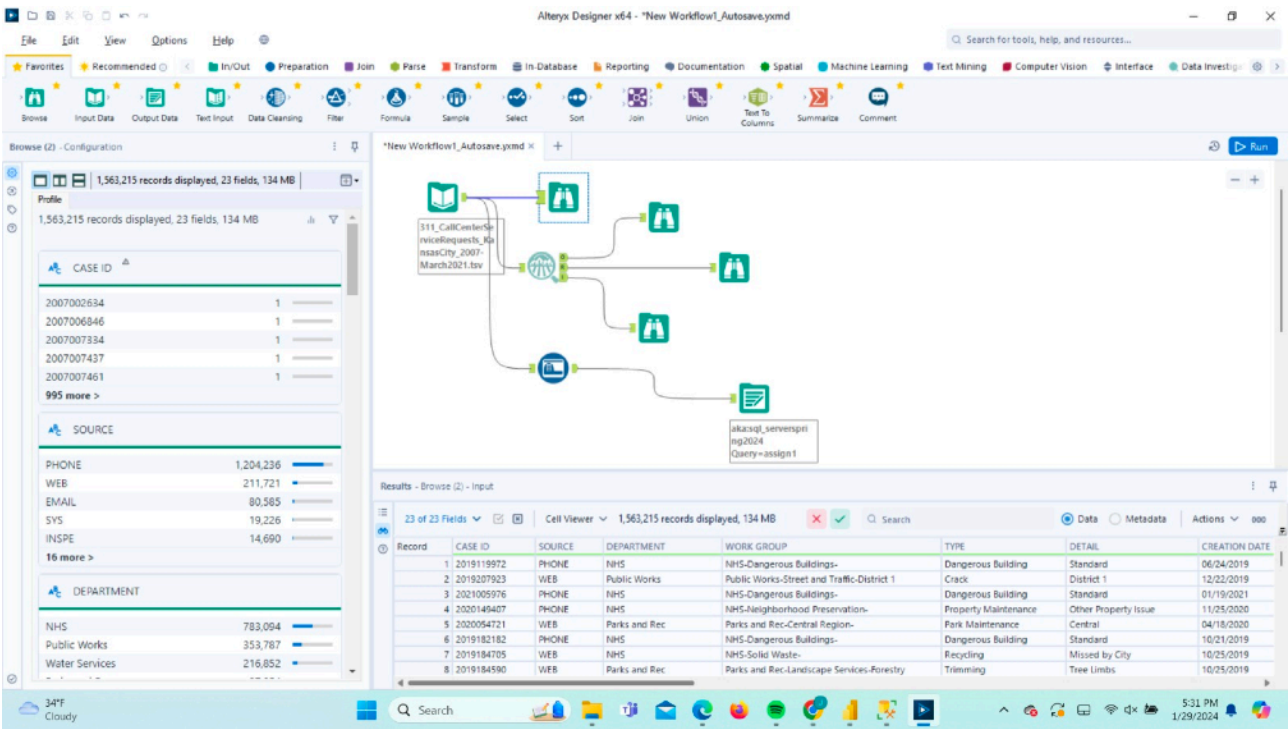 Alteryx Designer x64 - *New Workflow1_Autosave.yxmd
File Edit View Options Help
Search for tools, help, and resources...
Favorites Recommended In/Out Preparation Join Parse Transform In-Database Reporting Documentation Spatial Machine Learning Text Mining Computer Vision Interface Data Investig
Browse Input Data Output Data Text Input Data Cleansing Filter Formula Sample Select Sort Join Union Text To Columns Summarize Comment
Browse (2) - Configuration
*New Workflow1_Autosave.yxmd
Run
1,563,215 records displayed, 23 fields, 134 MB
Profile
1,563,215 records displayed, 23 fields, 134 MB
CASE ID
2007002634 1
2007006846 1
2007007334 1
2007007437 1
2007007461 1
995 more >
SOURCE
PHONE 1,204,236
WEB 211,721
EMAIL 80,585
SYS 19,226
INSPE 14,690
16 more >
DEPARTMENT
NHS 783,094
Public Works 353,787
Water Services 216,852
311_CallCenterSe
rviceRequests_Ka
nsasCity_2007-
March2021.tsv
aka:sql_serverspri
ng2024
Query=assign1
Results - Browse (2) - Input
23 of 23 Fields Cell Viewer 1,563,215 records displayed, 134 MB Search Data Metadata Actions 000
Record CASE ID SOURCE DEPARTMENT WORK GROUP TYPE DETAIL CREATION DATE
1 2019119972 PHONE NHS NHS-Dangerous Buildings- Dangerous Building Standard 06/24/2019
2 2019207923 WEB Public Works Public Works-Street and Traffic-District 1 Crack District 1 12/22/2019
3 2021005976 PHONE NHS NHS-Dangerous Buildings- Dangerous Building Standard 01/19/2021
4 2020149407 PHONE NHS NHS-Neighborhood Preservation- Property Maintenance Other Property Issue 11/25/2020
5 2020054721 WEB Parks and Rec Parks and Rec-Central Region- Park Maintenance Central 04/18/2020
6 2019182182 PHONE NHS NHS-Dangerous Buildings- Dangerous Building Standard 10/21/2019
7 2019184705 WEB NHS NHS-Solid Waste- Recycling Missed by City 10/25/2019
8 2019184590 WEB Parks and Rec Parks and Rec-Landscape Services-Forestry Trimming Tree Limbs 10/25/2019
34°F
Cloudy
Search
5:31 PM
1/29/2024